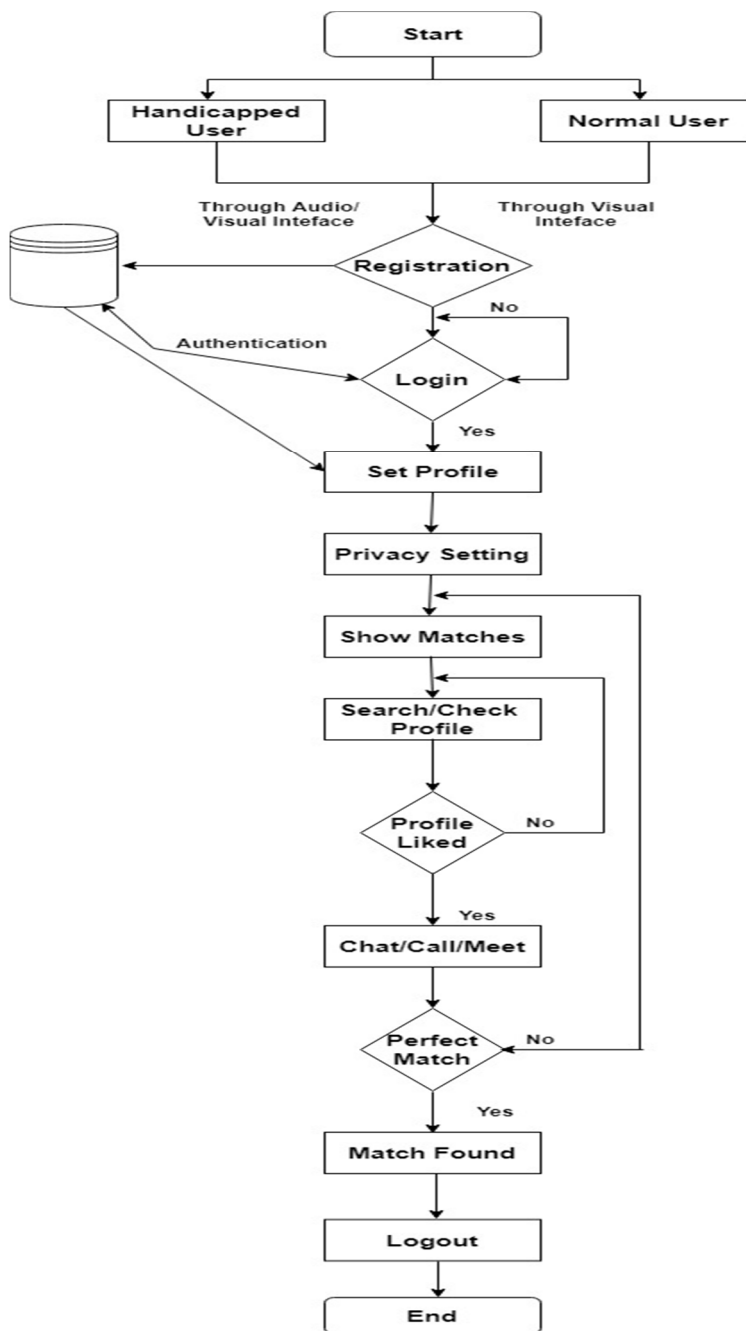 Start
Handicapped
User
Normal User
Through Audio/
Visual Inteface
Through Visual
Inteface
Registration
No
Authentication
Login
Yes
Set Profile
Privacy Setting
Show Matches
Search/Check
Profile
Profile
Liked
No
Yes
Chat/Call/Meet
Perfect
Match
No
Yes
Match Found
Logout
End